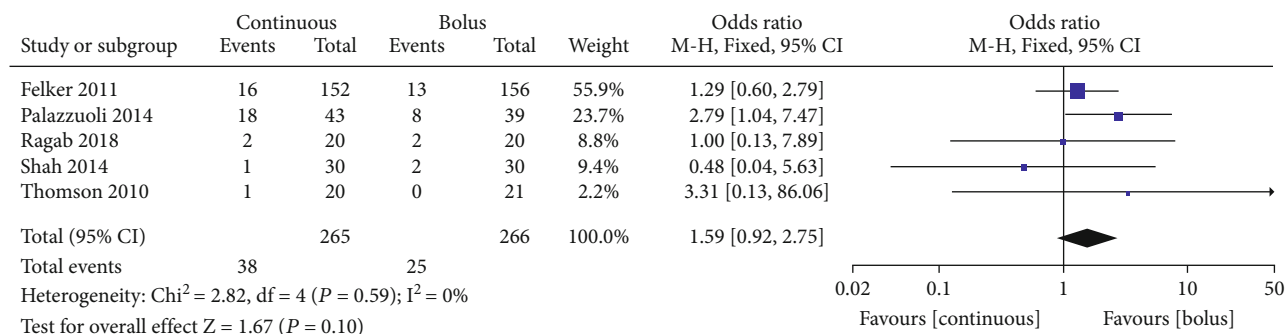 Continuous Bolus Odds ratio Odds ratio
Study or subgroup Events Total Events Total Weight M-H, Fixed, 95% CI M-H, Fixed, 95% CI
Felker 2011 16 152 13 156 55.9% 1.29 [0.60, 2.79]
Palazzuoli 2014 18 43 8 39 23.7% 2.79 [1.04, 7.47]
Ragab 2018 2 20 2 20 8.8% 1.00 [0.13, 7.89]
Shah 2014 1 30 2 30 9.4% 0.48 [0.04, 5.63]
Thomson 2010 1 20 0 21 2.2% 3.31 [0.13, 86.06]
Total (95% CI) 265 266 100.0% 1.59 [0.92, 2.75]
Total events 38 25
Heterogeneity: Chi² = 2.82, df = 4 (P = 0.59); I² = 0%
Test for overall effect Z = 1.67 (P = 0.10)
0.02 0.1 1 10 50
Favours [continuous] Favours [bolus]